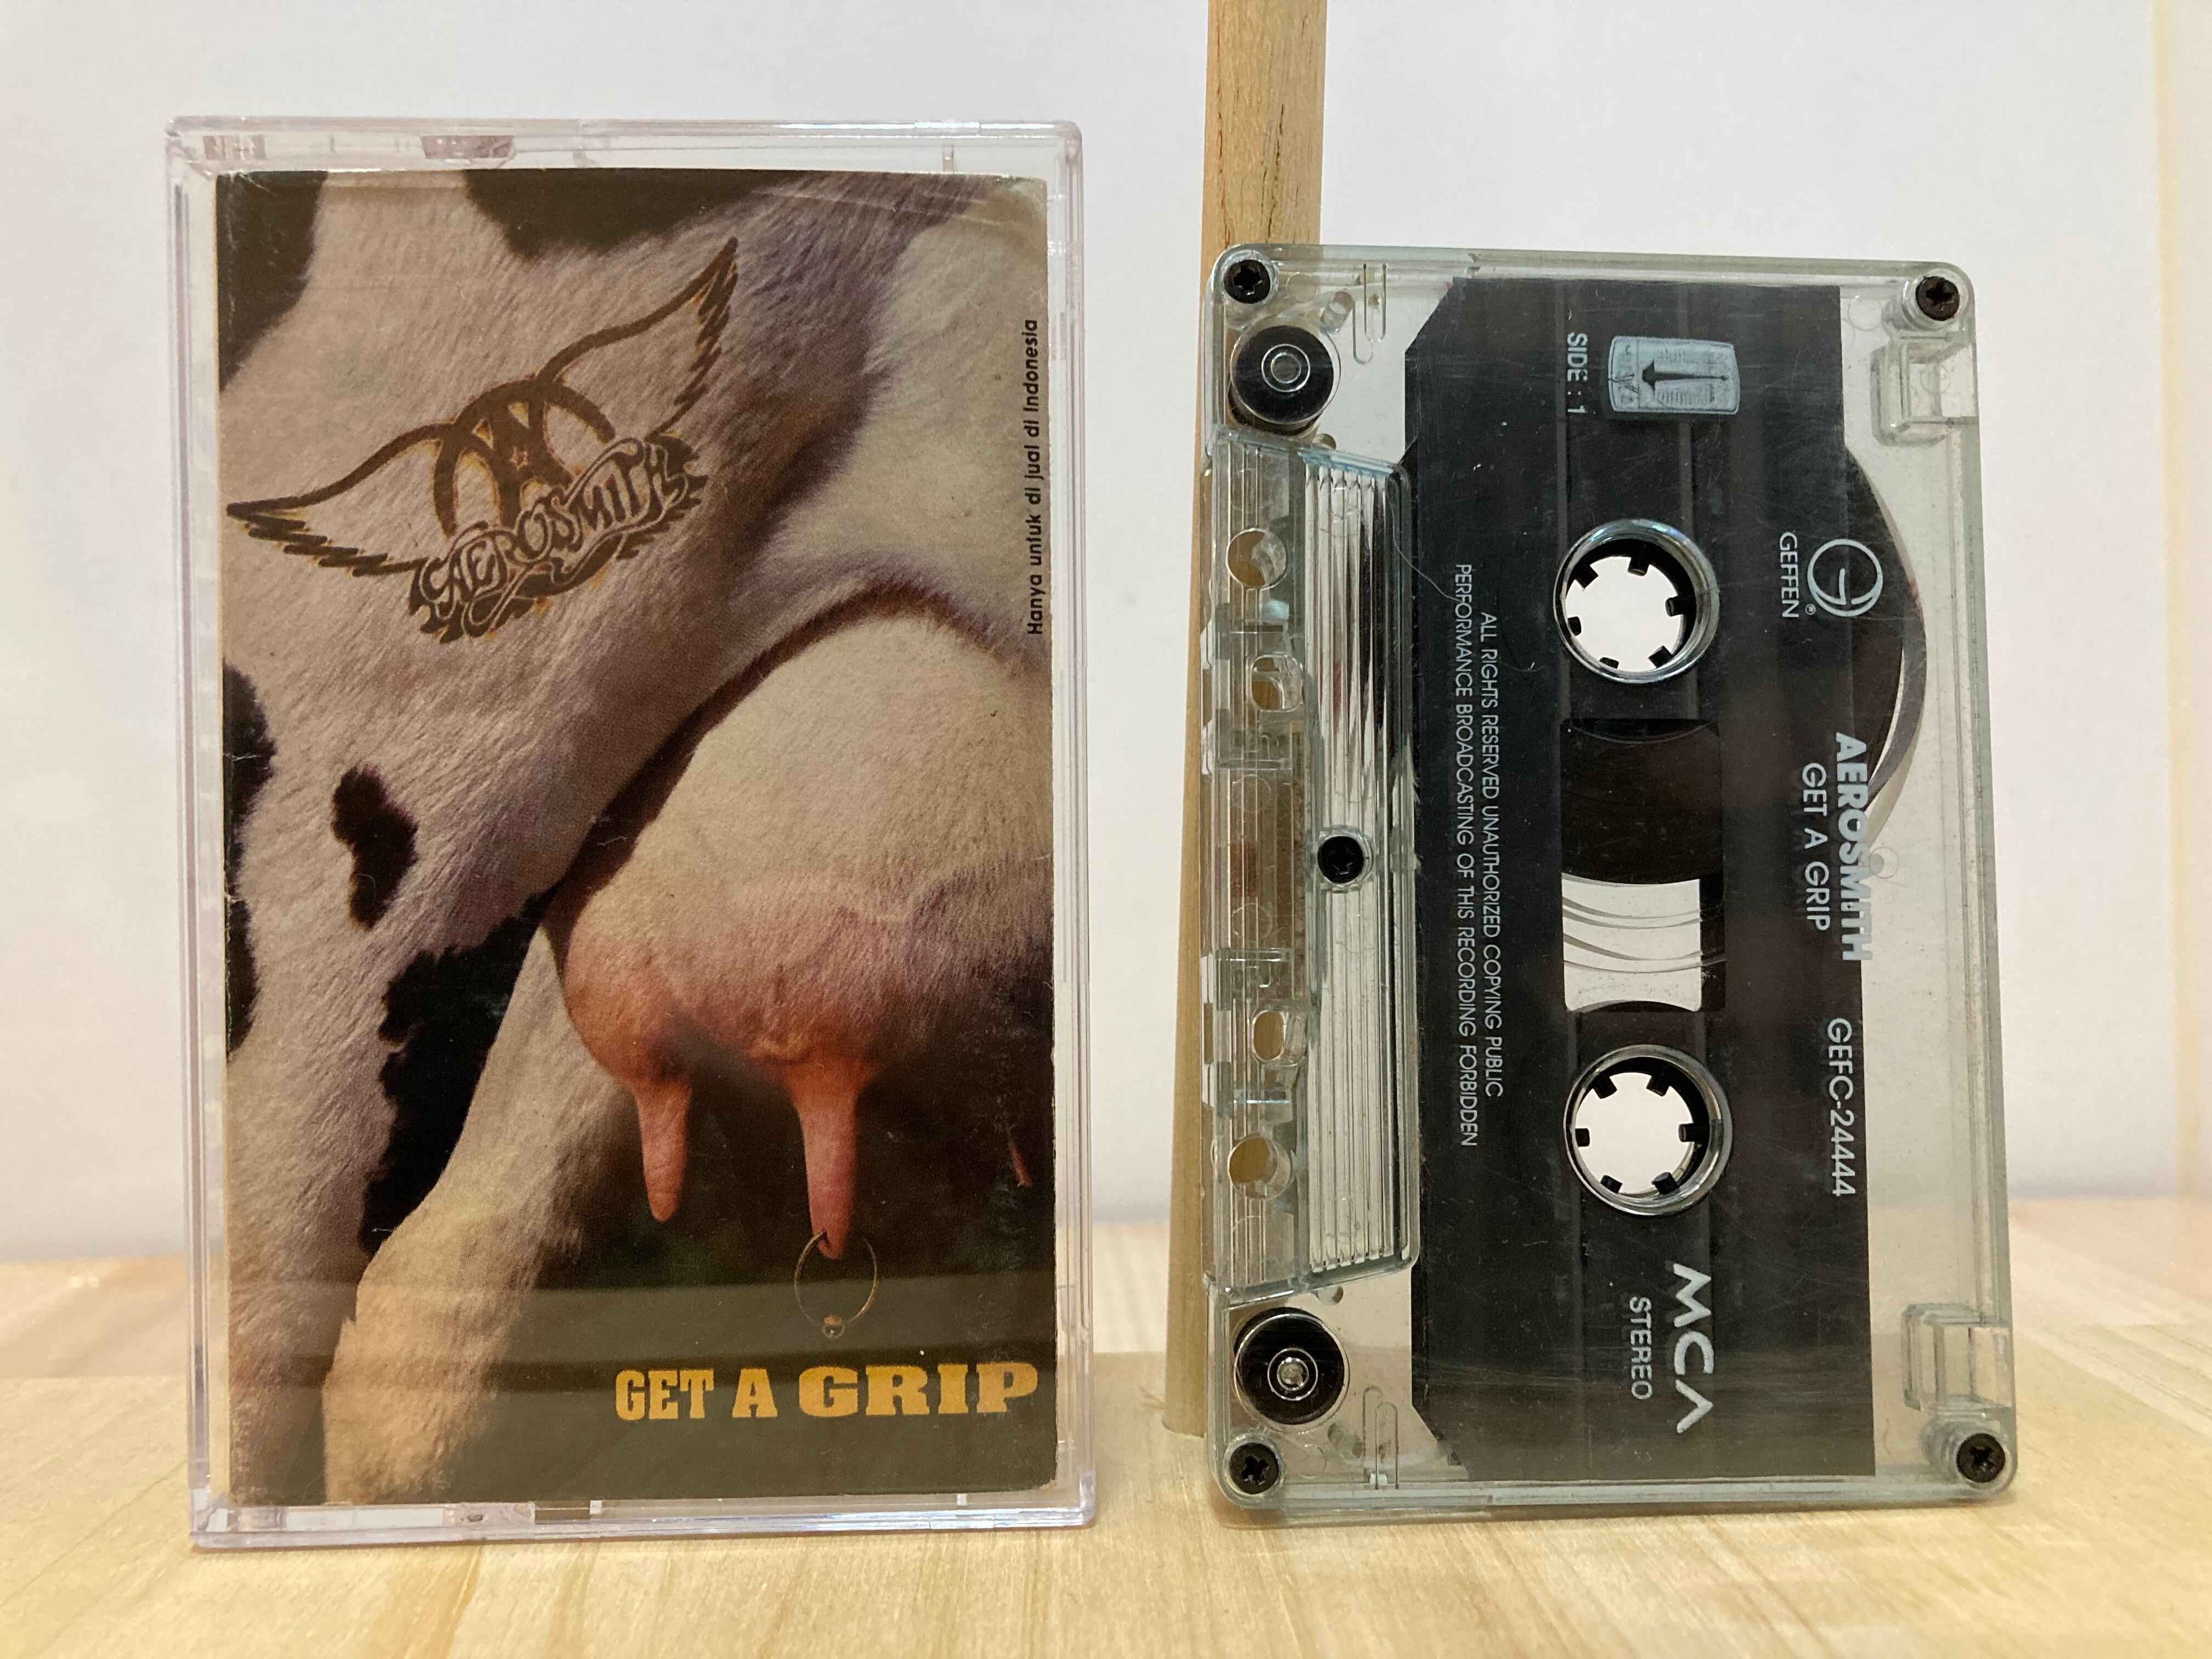 AEROSMITH
Hanya untuk di jual di Indonesia
GET A GRIP
SIDE : 1
GEFFEN®
AEROSMITH
GET A GRIP
GEFC-24444
MCA
STEREO
ALL RIGHTS RESERVED UNAUTHORIZED COPYING PUBLIC
PERFORMANCE BROADCASTING OF THIS RECORDING FORBIDDEN